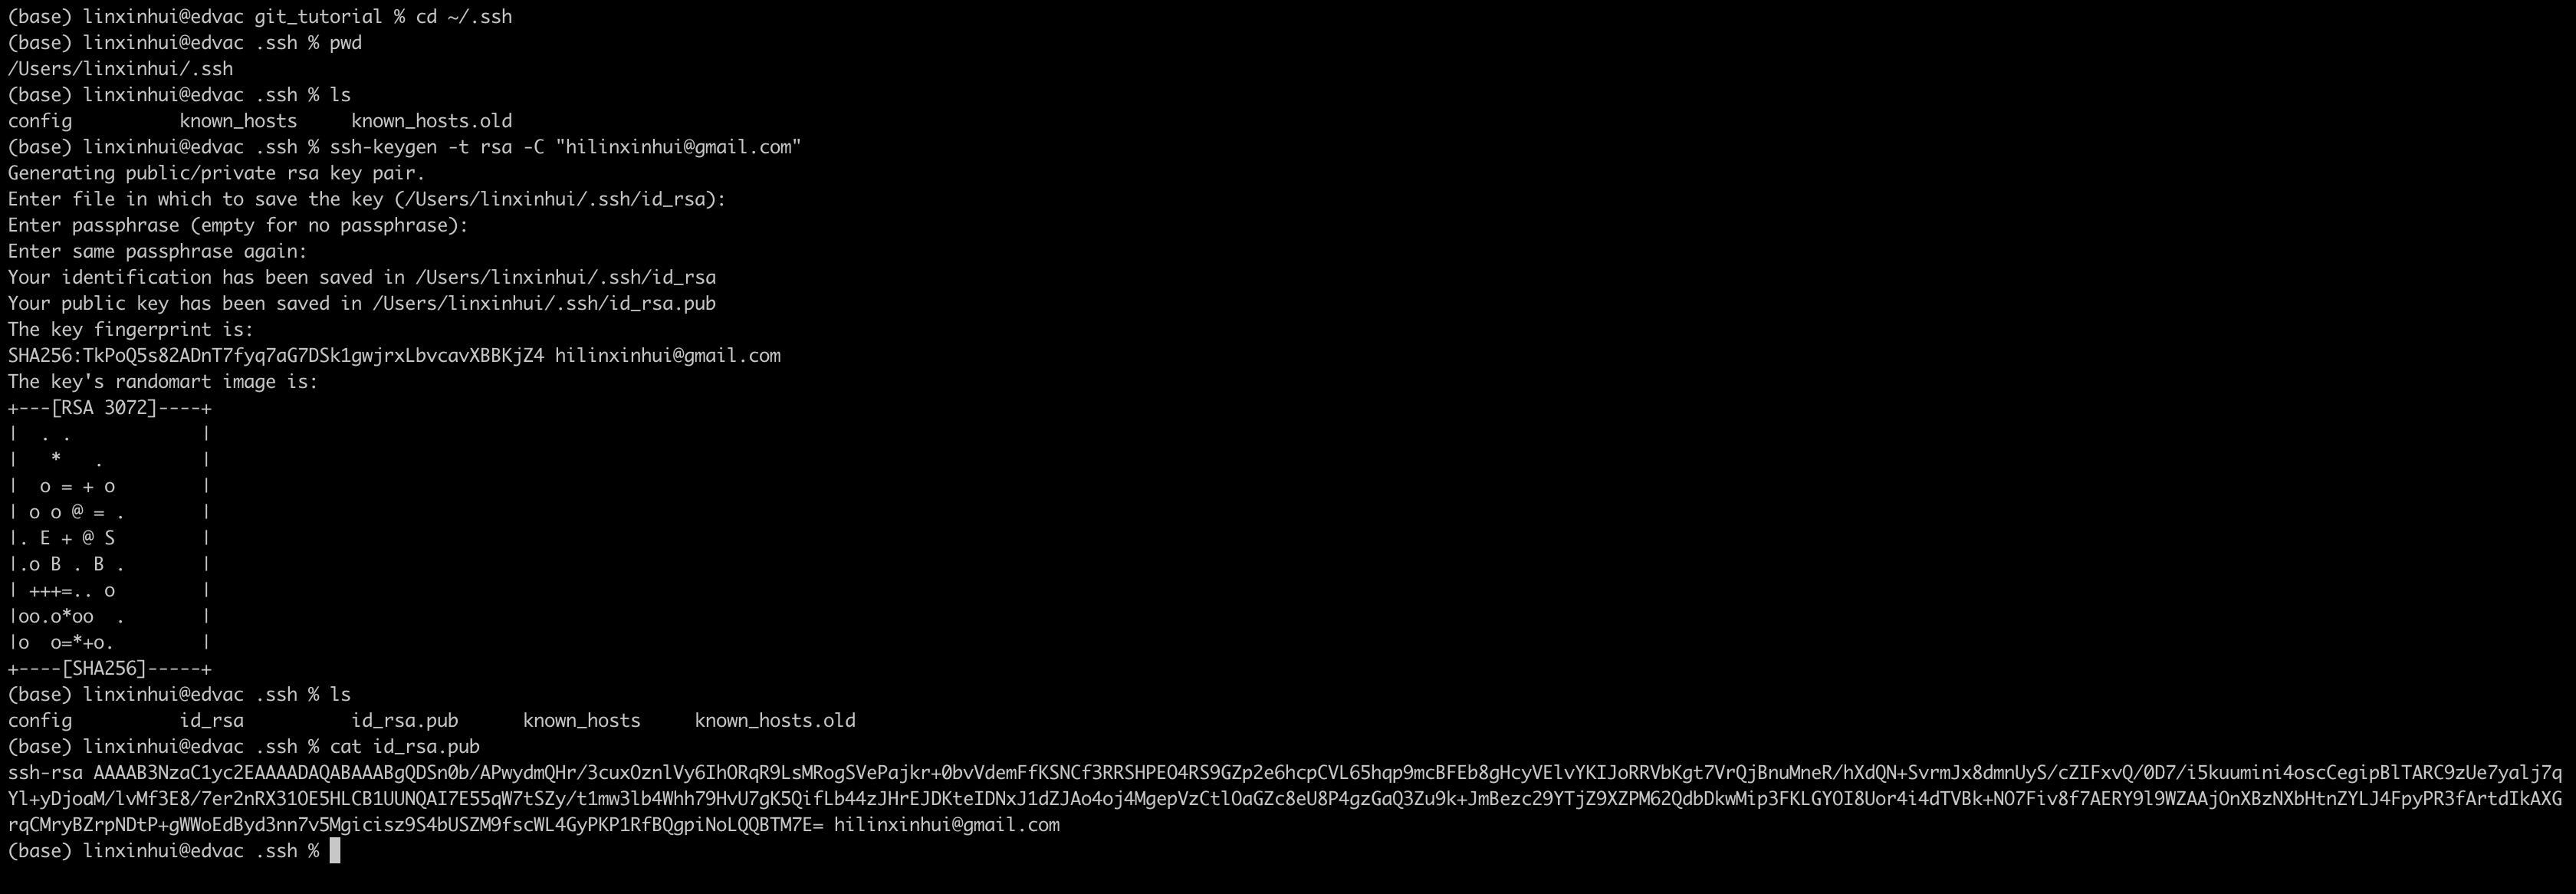 (base) linxinhui@edvac git_tutorial % cd ~/.ssh
(base) linxinhui@edvac .ssh % pwd
/Users/linxinhui/.ssh
(base) linxinhui@edvac .ssh % ls
config          known_hosts     known_hosts.old
(base) linxinhui@edvac .ssh % ssh-keygen -t rsa -C "hilinxinhui@gmail.com"
Generating public/private rsa key pair.
Enter file in which to save the key (/Users/linxinhui/.ssh/id_rsa):
Enter passphrase (empty for no passphrase):
Enter same passphrase again:
Your identification has been saved in /Users/linxinhui/.ssh/id_rsa
Your public key has been saved in /Users/linxinhui/.ssh/id_rsa.pub
The key fingerprint is:
SHA256:TkPoQ5s82ADnT7fyq7aG7DSk1gwjrxLbvcavXBBKjZ4 hilinxinhui@gmail.com
The key's randomart image is:
+---[RSA 3072]----+
|  . .            |
|   *   .         |
|  o = + o        |
| o o @ = .       |
|. E + @ S        |
|.o B . B .       |
| +++=.. o        |
|oo.o*oo  .       |
|o  o=*+o.        |
+----[SHA256]-----+
(base) linxinhui@edvac .ssh % ls
config          id_rsa          id_rsa.pub      known_hosts     known_hosts.old
(base) linxinhui@edvac .ssh % cat id_rsa.pub
ssh-rsa AAAAB3NzaC1yc2EAAAADAQABAAABgQDSn0b/APwydmQHr/3cuxOznlVy6IhORqR9LsMRogSVePajkr+0bvVdemFfKSNCf3RRSHPEO4RS9GZp2e6hcpCVL65hqp9mcBFEb8gHcyVElvYKIJoRRVbKgt7VrQjBnuMneR/hXdQN+SvrmJx8dmnUyS/cZIFxvQ/0D7/i5kuumini4oscCegipBlTARC9zUe7yalj7q
Yl+yDjoaM/lvMf3E8/7er2nRX31OE5HLCB1UUNQAI7E55qW7tSZy/t1mw3lb4Whh79HvU7gK5QifLb44zJHrEJDKteIDNxJ1dZJAo4oj4MgepVzCtlOaGZc8eU8P4gzGaQ3Zu9k+JmBezc29YTjZ9XZPM62QdbDkwMip3FKLGYOI8Uor4i4dTVBk+NO7Fiv8f7AERY9l9WZAAjOnXBzNXbHtnZYLJ4FpyPR3fArtdIkAXG
rqCMryBZrpNDtP+gWWoEdByd3nn7v5Mgicisz9S4bUSZM9fscWL4GyPKP1RfBQgpiNoLQQBTM7E= hilinxinhui@gmail.com
(base) linxinhui@edvac .ssh %